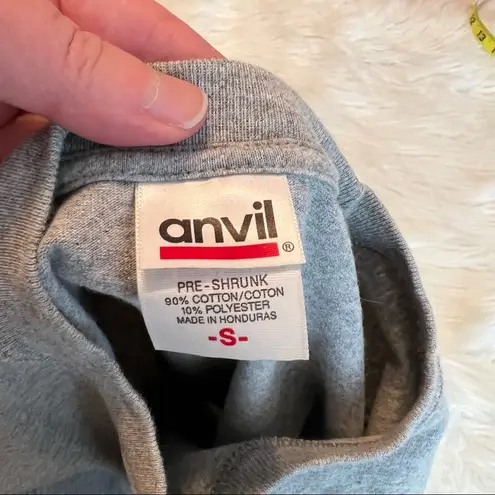 anvil
®
PRE-SHRUNK
90% COTTON/COTON
10% POLYESTER
MADE IN HONDURAS
-S-